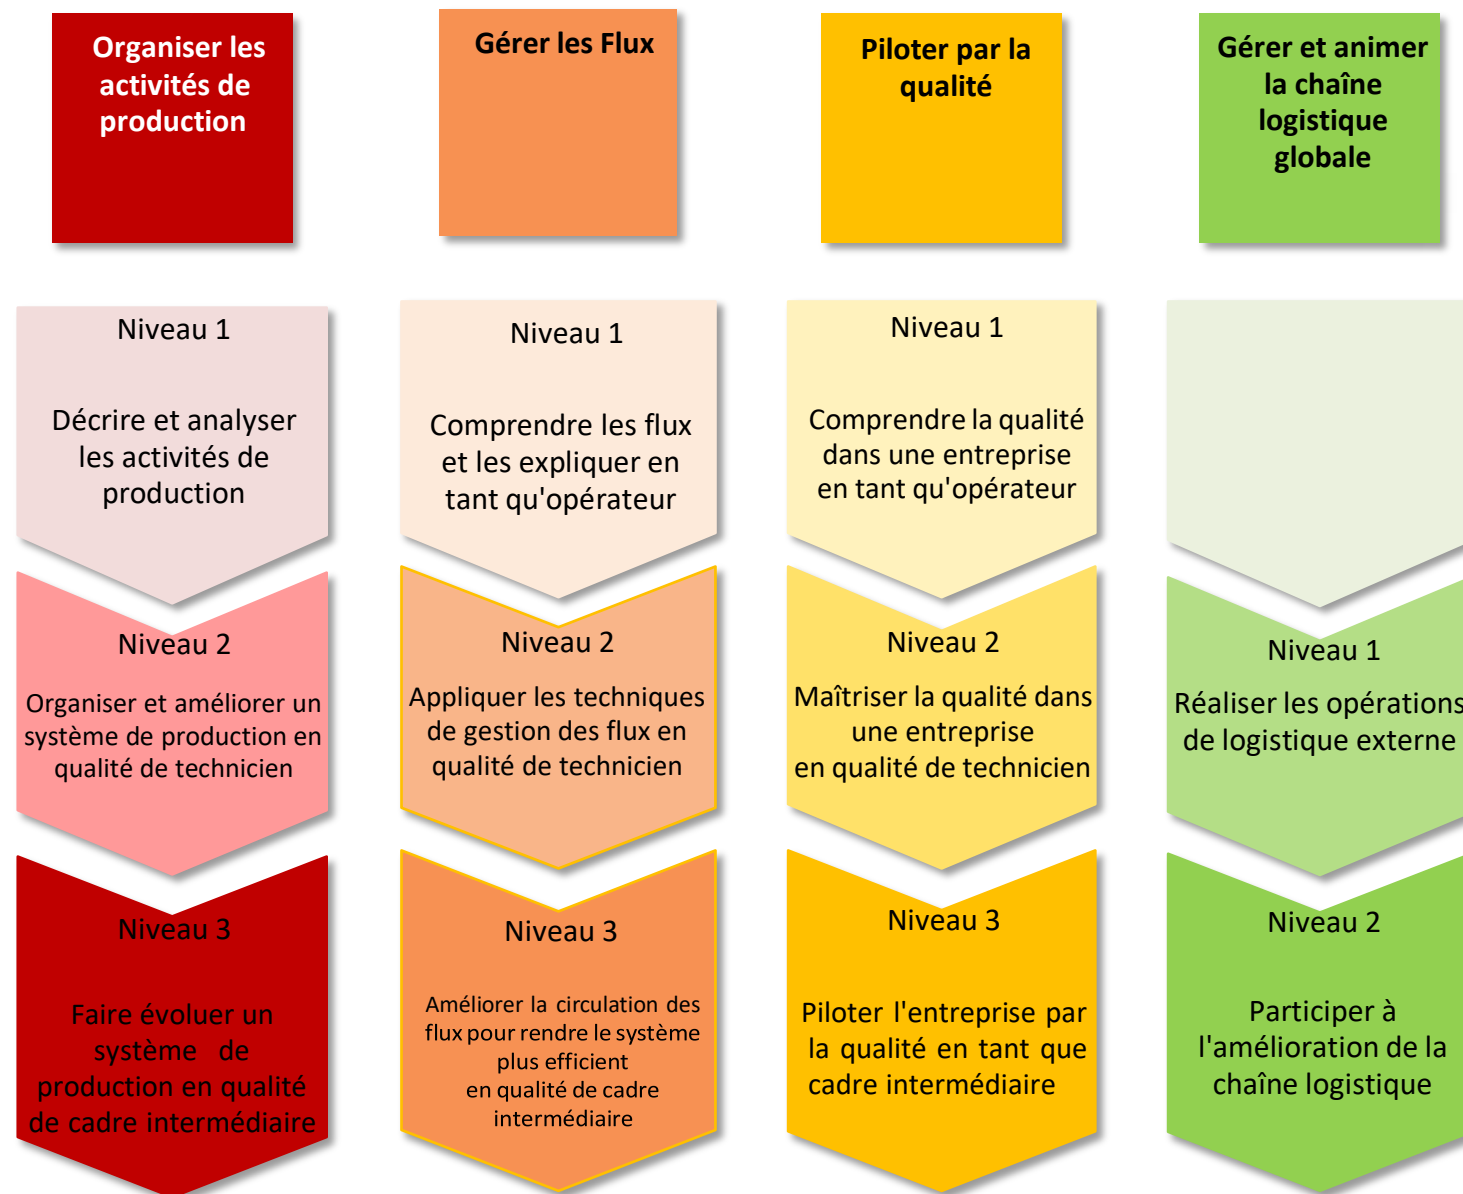 Organiser les
activités de
production
Gérer les Flux
Piloter par la
qualité
Gérer et animer
la chaîne
logistique
globale
Niveau 1
Décrire et analyser
les activités de
production
Niveau 1
Comprendre les flux
et les expliquer en
tant qu'opérateur
Niveau 1
Comprendre la qualité
dans une entreprise
en tant qu'opérateur
Niveau 2
Organiser et améliorer un
système de production en
qualité de technicien
Niveau 2
Appliquer les techniques
de gestion des flux en
qualité de technicien
Niveau 2
Maîtriser la qualité dans
une entreprise
en qualité de technicien
Niveau 1
Réaliser les opérations
de logistique externe
Niveau 3
Faire évoluer un
système de
production en qualité
de cadre intermédiaire
Niveau 3
Améliorer la circulation des
flux pour rendre le système
plus efficient
en qualité de cadre
intermédiaire
Niveau 3
Piloter l'entreprise par
la qualité en tant que
cadre intermédiaire
Niveau 2
Participer à
l'amélioration de la
chaîne logistique